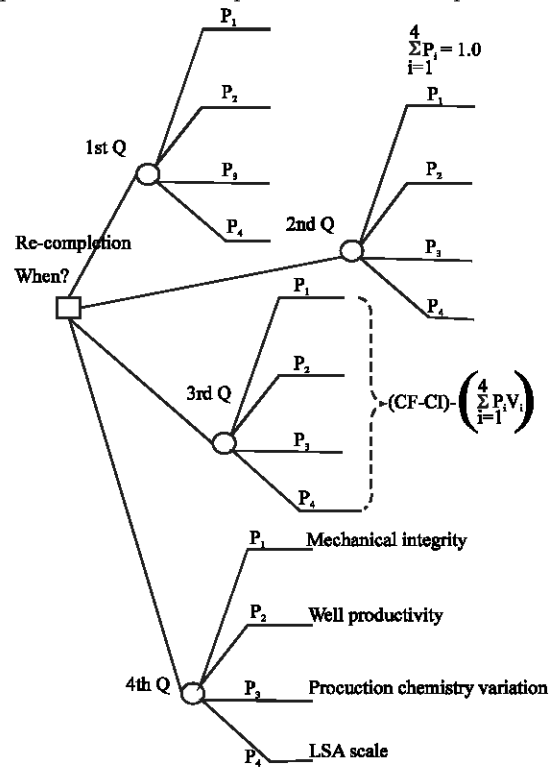 P₁
4
ΣPᵢ = 1.0
i=1
P₂
P₁
1st Q
P₃
P₂
P₄
2nd Q
Re-completion
P₃
When?
P₁
P₄
P₂
3rd Q
(CF-CI)-(4
ΣPᵢVᵢ)
i=1
P₃
P₄
P₁ Mechanical integrity
P₂ Well productivity
4th Q
P₃ Procuction chemistry variation
P₄ LSA scale